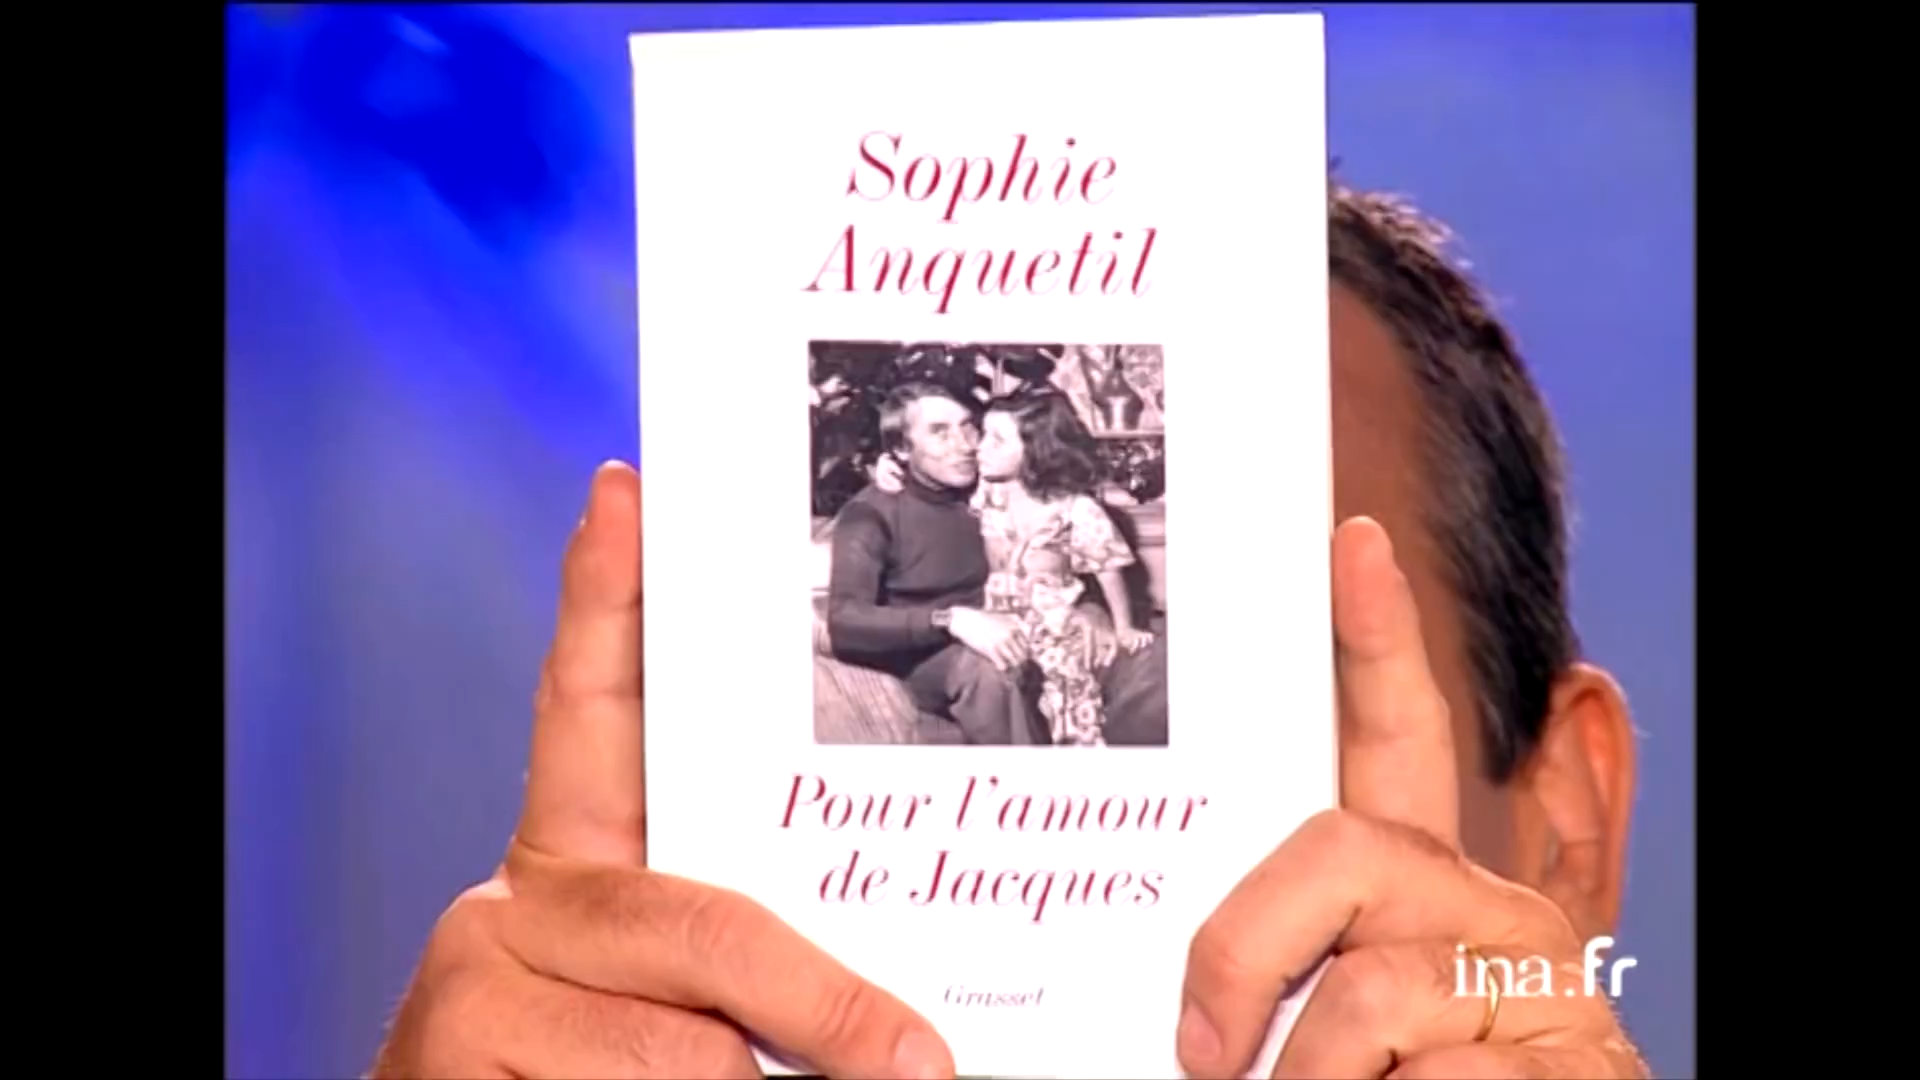 Sophie
Anquetil
Pour l'amour
de Jacques
Grasset
ina.fr